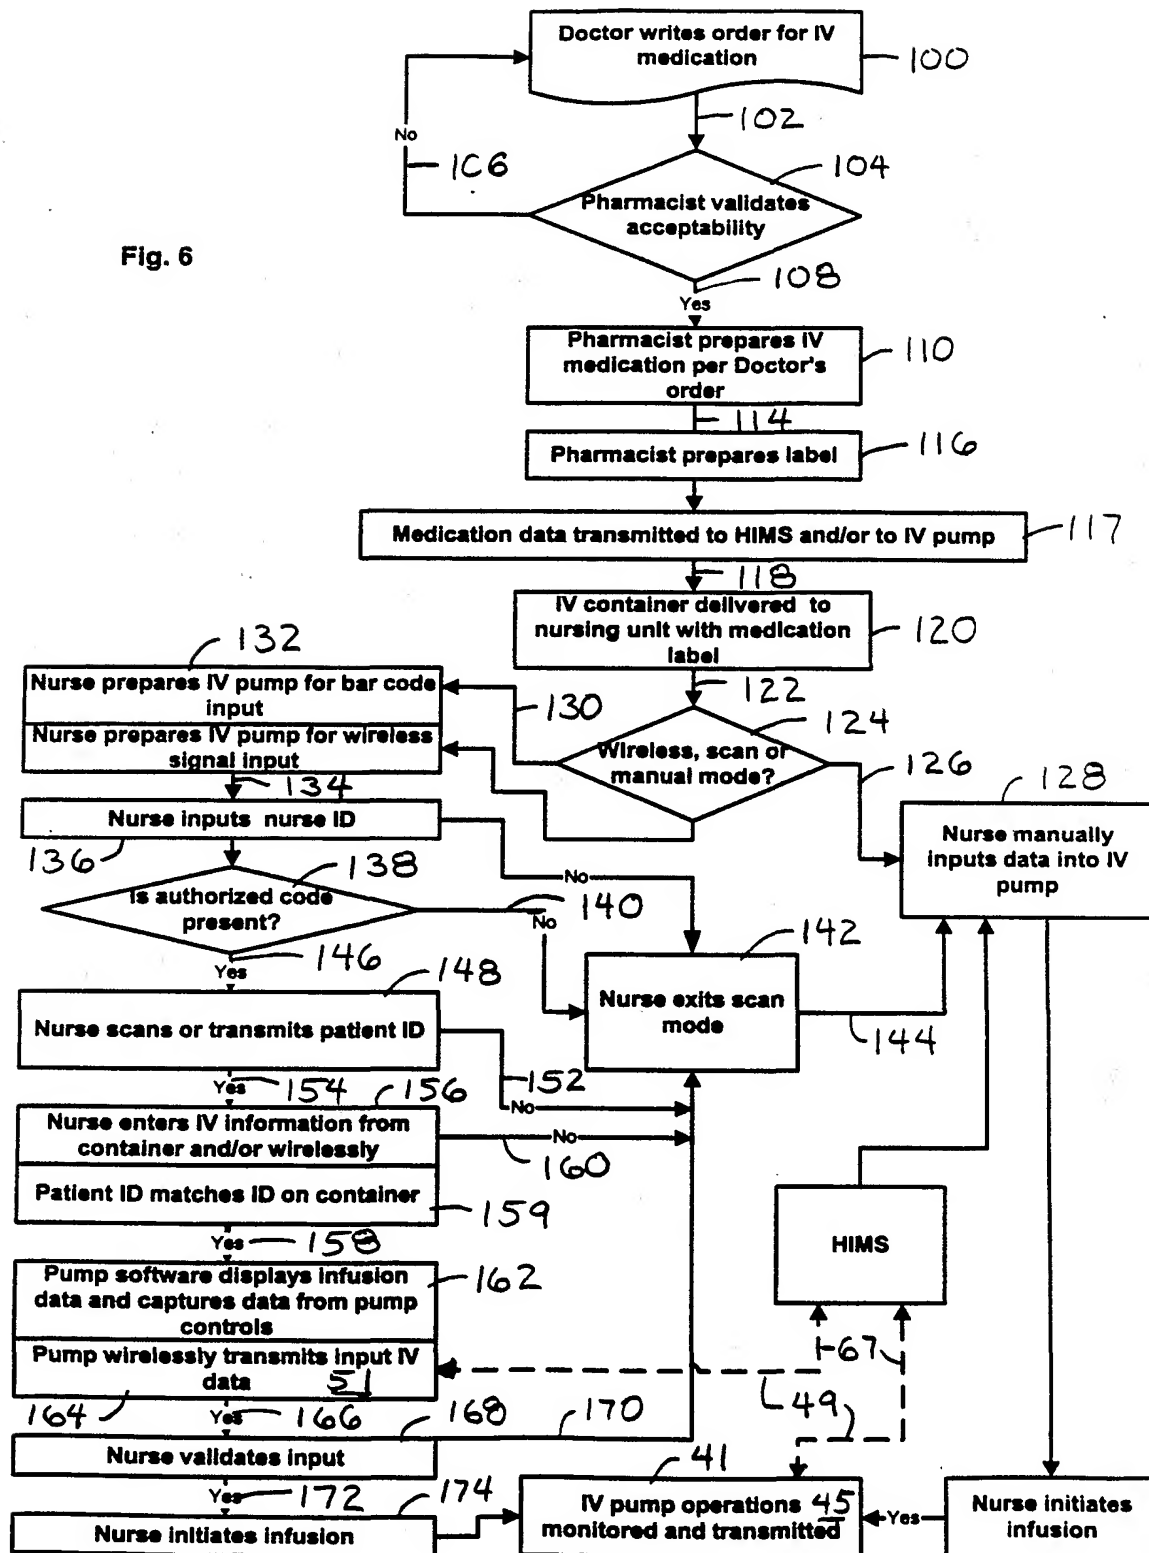 Fig. 6
Doctor writes order for IV
medication
100
102
No
1C6
104
Pharmacist validates
acceptability
108
Yes
Pharmacist prepares IV
medication per Doctor's
order
110
114
Pharmacist prepares label
116
Medication data transmitted to HIMS and/or to IV pump
117
118
IV container delivered to
nursing unit with medication
label
120
122
132
Nurse prepares IV pump for bar code
input
Nurse prepares IV pump for wireless
signal input
130
124
Wireless, scan or
manual mode?
126
128
Nurse manually
inputs data into IV
pump
134
Nurse inputs nurse ID
136
138
Is authorized code
present?
No
140
No
142
Nurse exits scan
mode
144
146
Yes
148
Nurse scans or transmits patient ID
152
No
Yes
154
156
Nurse enters IV information from
container and/or wirelessly
No
160
Patient ID matches ID on container
159
Yes
158
HIMS
Pump software displays infusion
data and captures data from pump
controls
162
Pump wirelessly transmits input IV
data
51
67
49
164
Yes
166
168
170
Nurse validates input
Yes
172
174
Nurse initiates infusion
41
IV pump operations 45
monitored and transmitted
Yes
Nurse initiates
infusion